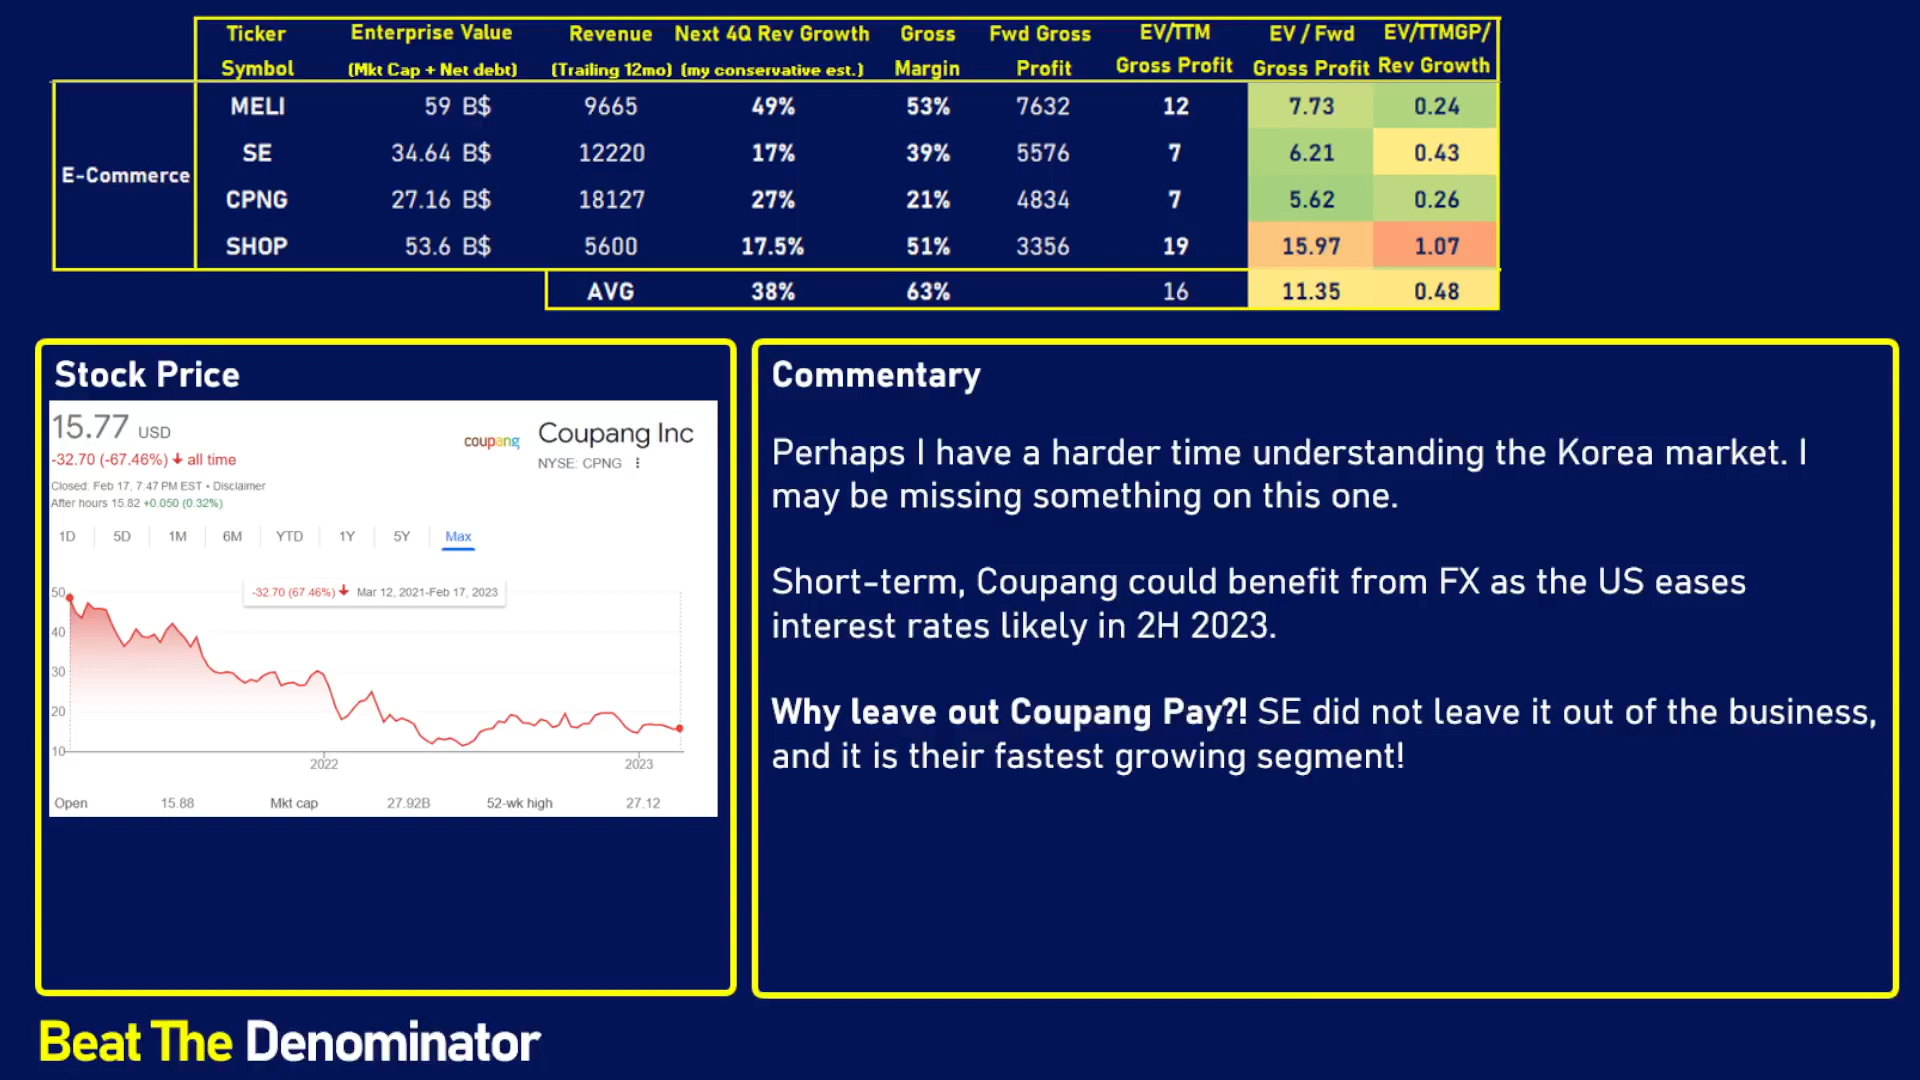 Ticker Symbol Enterprise Value (Mkt Cap + Net debt) Revenue (Trailing 12mo) Next 4Q Rev Growth (my conservative est.) Gross Margin Fwd Gross Profit EV/TTM Gross Profit EV / Fwd Gross Profit EV/TTMGP/ Rev Growth
E-Commerce
MELI 59 B$ 9665 49% 53% 7632 12 7.73 0.24
SE 34.64 B$ 12220 17% 39% 5576 7 6.21 0.43
CPNG 27.16 B$ 18127 27% 21% 4834 7 5.62 0.26
SHOP 53.6 B$ 5600 17.5% 51% 3356 19 15.97 1.07
AVG 38% 63% 16 11.35 0.48
Stock Price
15.77 USD
-32.70 (-67.46%) all time
Closed: Feb 17, 7:47 PM EST • Disclaimer
After hours 15.82 +0.050 (0.32%)
coupang Coupang Inc
NYSE: CPNG
1D 5D 1M 6M YTD 1Y 5Y Max
-32.70 (67.46%) Mar 12, 2021-Feb 17, 2023
50
40
30
20
10
2022 2023
Open 15.88 Mkt cap 27.92B 52-wk high 27.12
Commentary
Perhaps I have a harder time understanding the Korea market. I
may be missing something on this one.
Short-term, Coupang could benefit from FX as the US eases
interest rates likely in 2H 2023.
Why leave out Coupang Pay?! SE did not leave it out of the business,
and it is their fastest growing segment!
Beat The Denominator